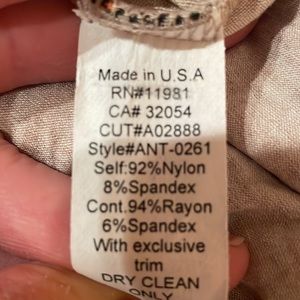 Made in U.S.A
RN#11981
CA# 32054
CUT#A02888
Style#ANT-0261
Self:92%Nylon
8%Spandex
Cont.94%Rayon
6%Spandex
With exclusive
trim
DRY CLEAN
ONLY